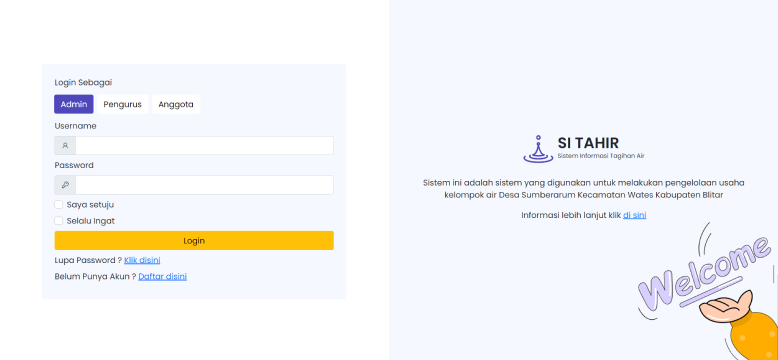 Login Sebagai
Admin Pengurus Anggota
Username
Password
Saya setuju
Selalu Ingat
Login
Lupa Password ? Klik disini
Belum Punya Akun ? Daftar disini
SI TAHIR
Sistem Informasi Tagihan Air
Sistem ini adalah sistem yang digunakan untuk melakukan pengelolaan usaha
kelompok air Desa Sumberarum Kecamatan Wates Kabupaten Blitar
Informasi lebih lanjut klik di sini
Welcome